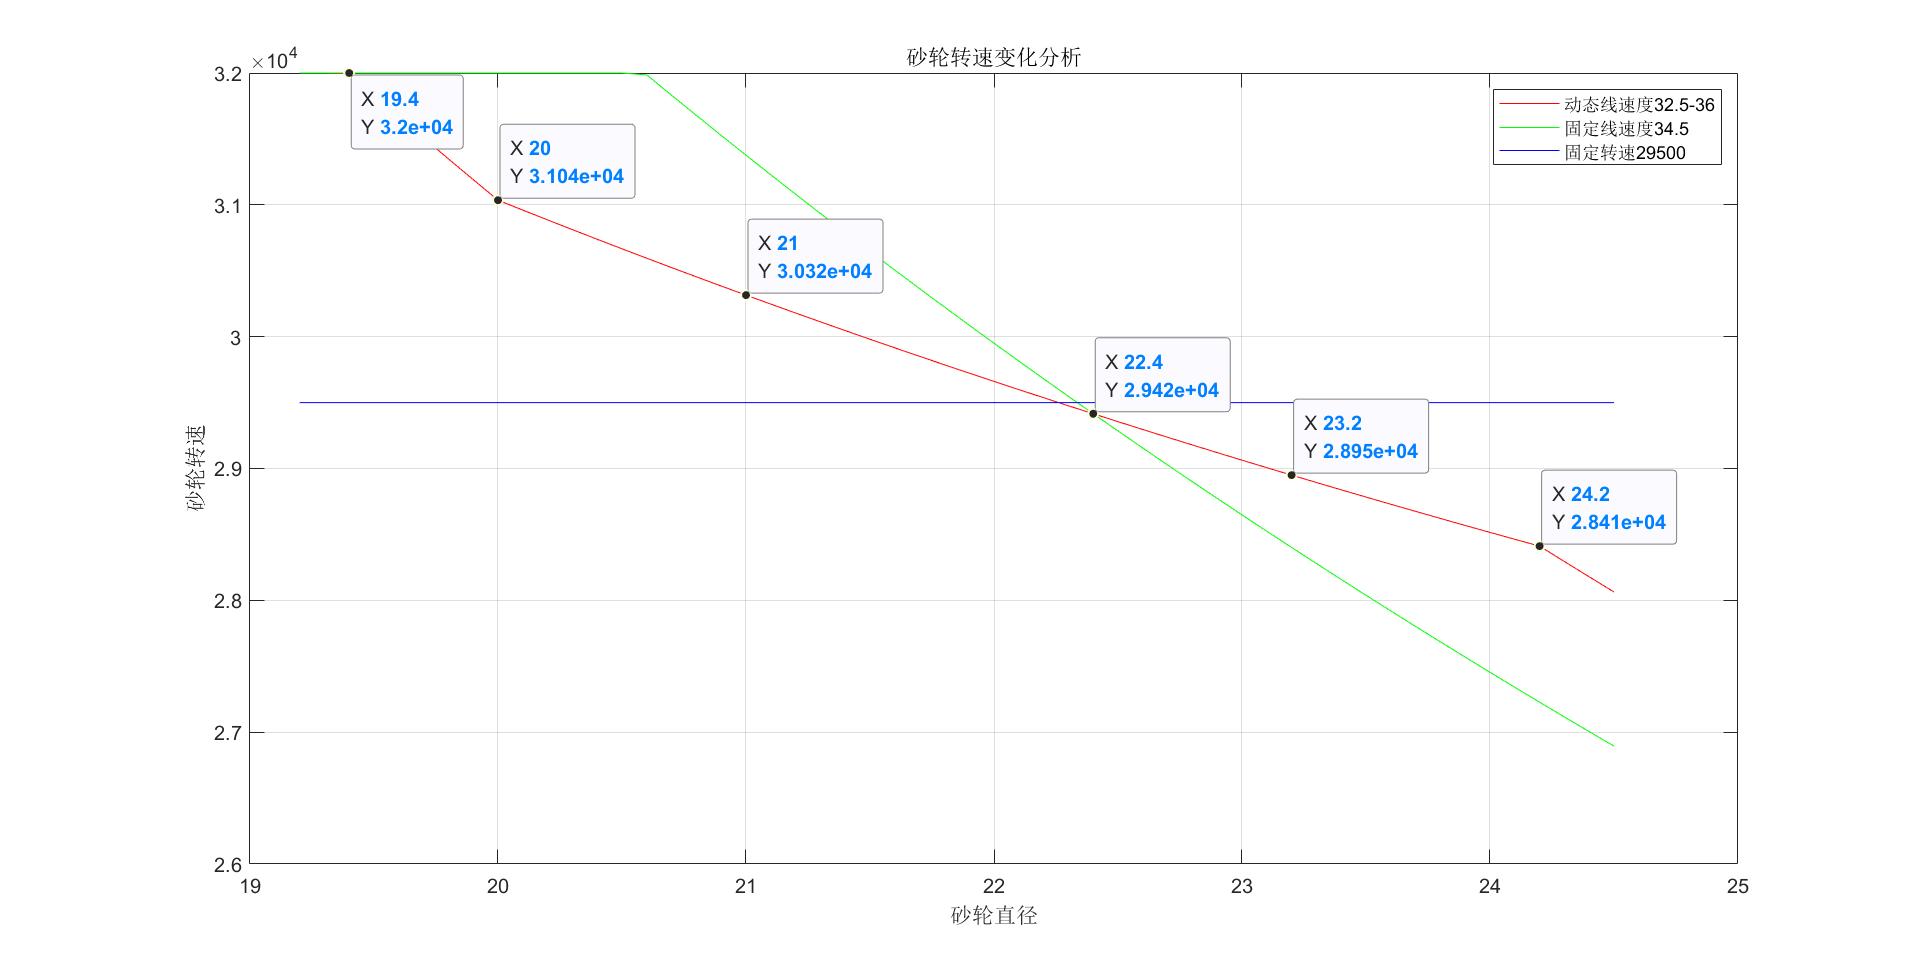 砂轮转速变化分析
×10⁴
3.2
3.1
3
2.9
2.8
2.7
2.6
砂轮转速
19
20
21
22
23
24
25
砂轮直径
动态线速度32.5-36
固定线速度34.5
固定转速29500
X 19.4
Y 3.2e+04
X 20
Y 3.104e+04
X 21
Y 3.032e+04
X 22.4
Y 2.942e+04
X 23.2
Y 2.895e+04
X 24.2
Y 2.841e+04